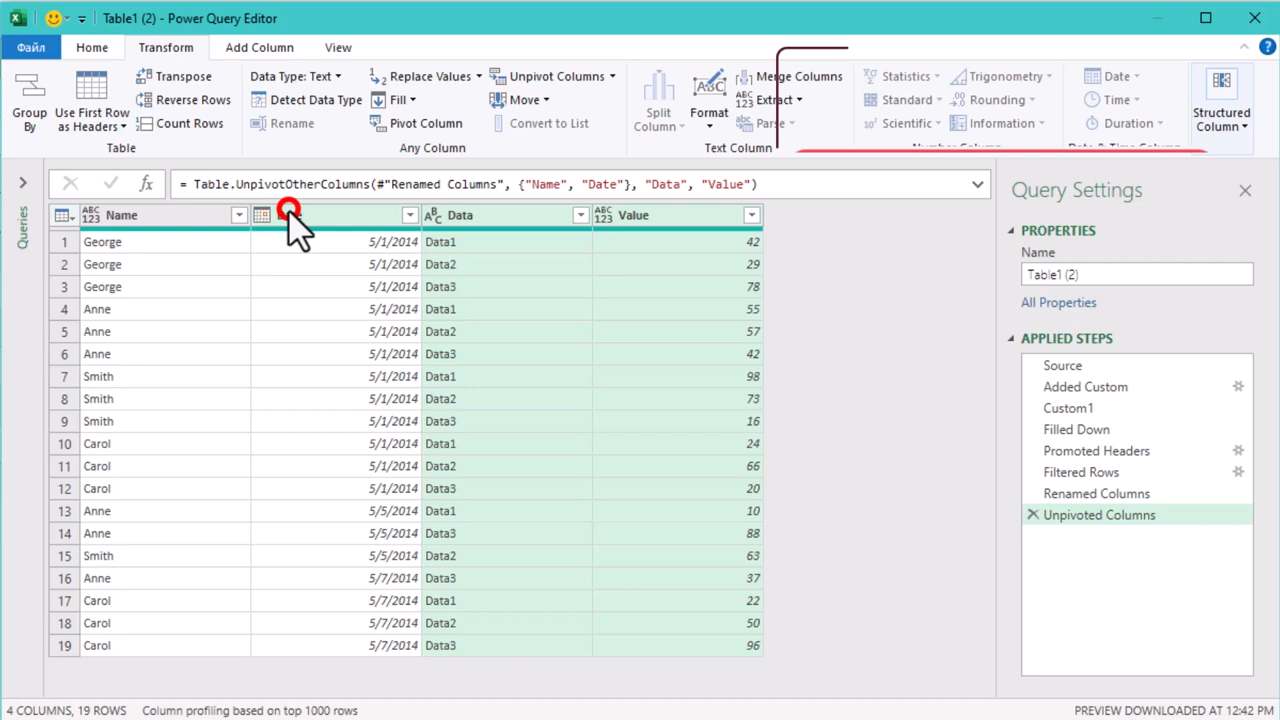 Table1 (2) - Power Query Editor
Файл Home Transform Add Column View
Group By
Use First Row as Headers
Transpose
Reverse Rows
Count Rows
Table
Data Type: Text
Detect Data Type
Rename
Replace Values
Fill
Pivot Column
Unpivot Columns
Move
Convert to List
Any Column
Split Column
Format
Merge Columns
Extract
Parse
Text Column
Statistics
Standard
Scientific
Trigonometry
Rounding
Information
Date
Time
Duration
Structured Column
= Table.UnpivotOtherColumns(#"Renamed Columns", {"Name", "Date"}, "Data", "Value")
Queries
Name Data Value
1 George 5/1/2014 Data1 42
2 George 5/1/2014 Data2 29
3 George 5/1/2014 Data3 78
4 Anne 5/1/2014 Data1 55
5 Anne 5/1/2014 Data2 57
6 Anne 5/1/2014 Data3 42
7 Smith 5/1/2014 Data1 98
8 Smith 5/1/2014 Data2 73
9 Smith 5/1/2014 Data3 16
10 Carol 5/1/2014 Data1 24
11 Carol 5/1/2014 Data2 66
12 Carol 5/1/2014 Data3 20
13 Anne 5/5/2014 Data1 10
14 Anne 5/5/2014 Data3 88
15 Smith 5/5/2014 Data2 63
16 Anne 5/7/2014 Data3 37
17 Carol 5/7/2014 Data1 22
18 Carol 5/7/2014 Data2 50
19 Carol 5/7/2014 Data3 96
Query Settings
PROPERTIES
Name
Table1 (2)
All Properties
APPLIED STEPS
Source
Added Custom
Custom1
Filled Down
Promoted Headers
Filtered Rows
Renamed Columns
Unpivoted Columns
4 COLUMNS, 19 ROWS Column profiling based on top 1000 rows
PREVIEW DOWNLOADED AT 12:42 PM